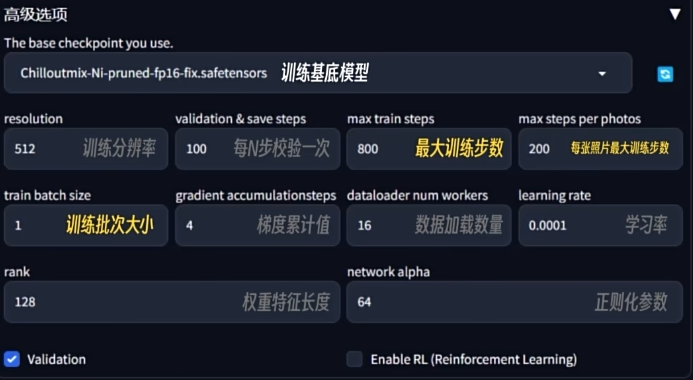 高级选项
The base checkpoint you use.
Chilloutmix-Ni-pruned-fp16-fix.safetensors 训练基底模型
resolution validation & save steps max train steps max steps per photos
512 训练分辨率 100 每N步校验一次 800 最大训练步数 200 每张照片最大训练步数
train batch size gradient accumulationsteps dataloader num workers learning rate
1 训练批次大小 4 梯度累计值 16 数据加载数量 0.0001 学习率
rank network alpha
128 权重特征长度 64 正则化参数
Validation Enable RL (Reinforcement Learning)